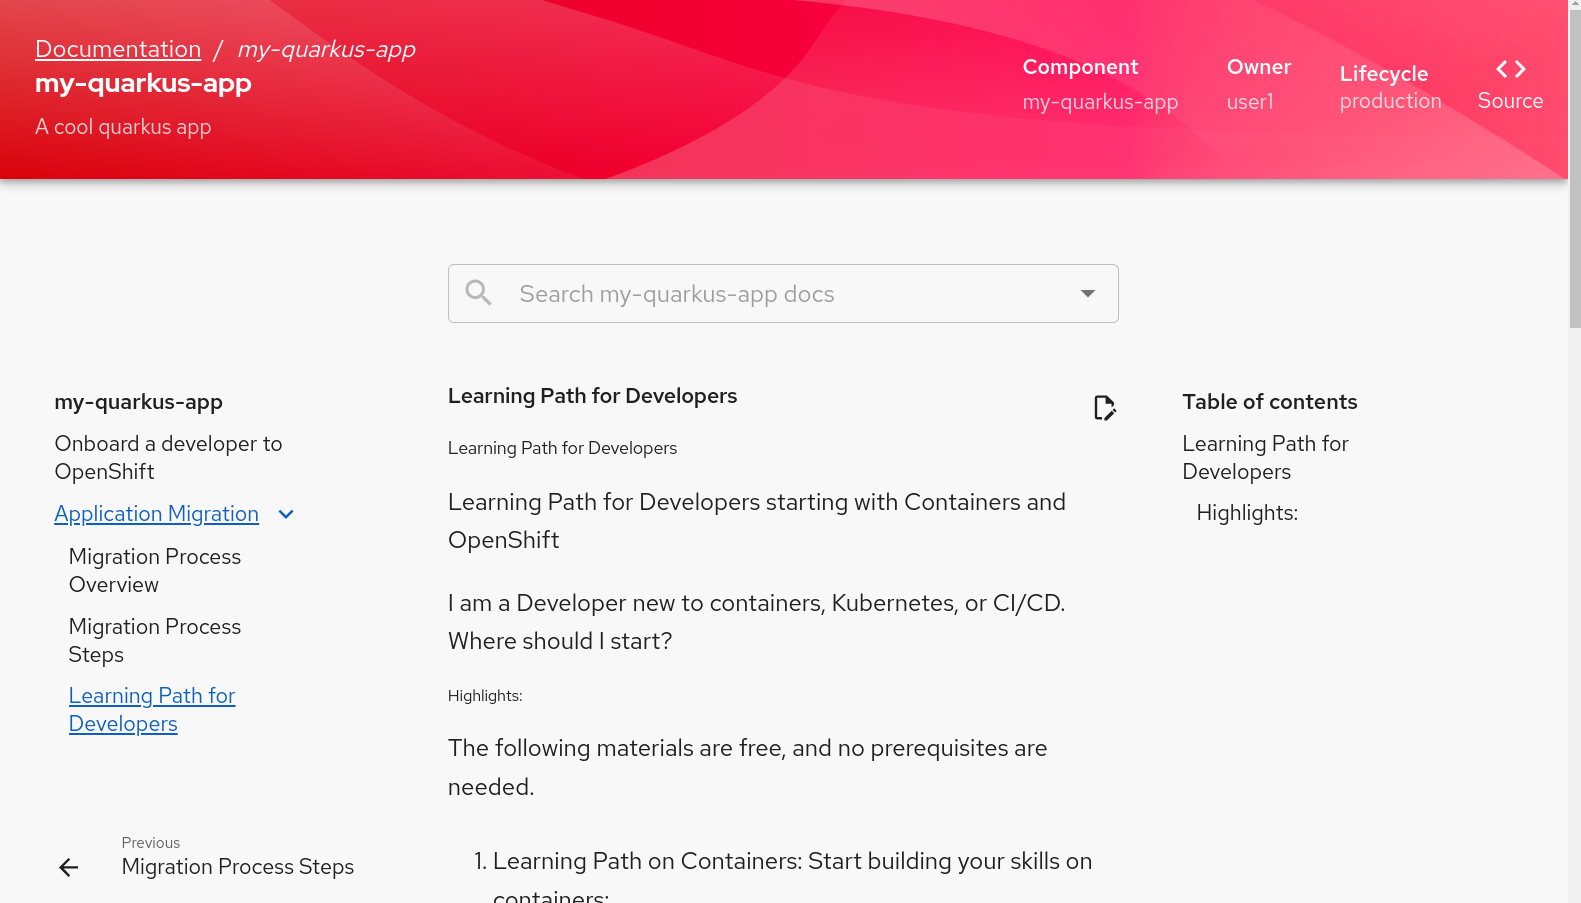 Documentation / my-quarkus-app
my-quarkus-app
A cool quarkus app
Component
my-quarkus-app
Owner
user1
Lifecycle
production
Source
Search my-quarkus-app docs
my-quarkus-app
Onboard a developer to
OpenShift
Application Migration
Migration Process
Overview
Migration Process
Steps
Learning Path for
Developers
Previous
Migration Process Steps
Learning Path for Developers
Learning Path for Developers
Learning Path for Developers starting with Containers and
OpenShift
I am a Developer new to containers, Kubernetes, or CI/CD.
Where should I start?
Highlights:
The following materials are free, and no prerequisites are
needed.
1. Learning Path on Containers: Start building your skills on
containers:
Table of contents
Learning Path for
Developers
Highlights: